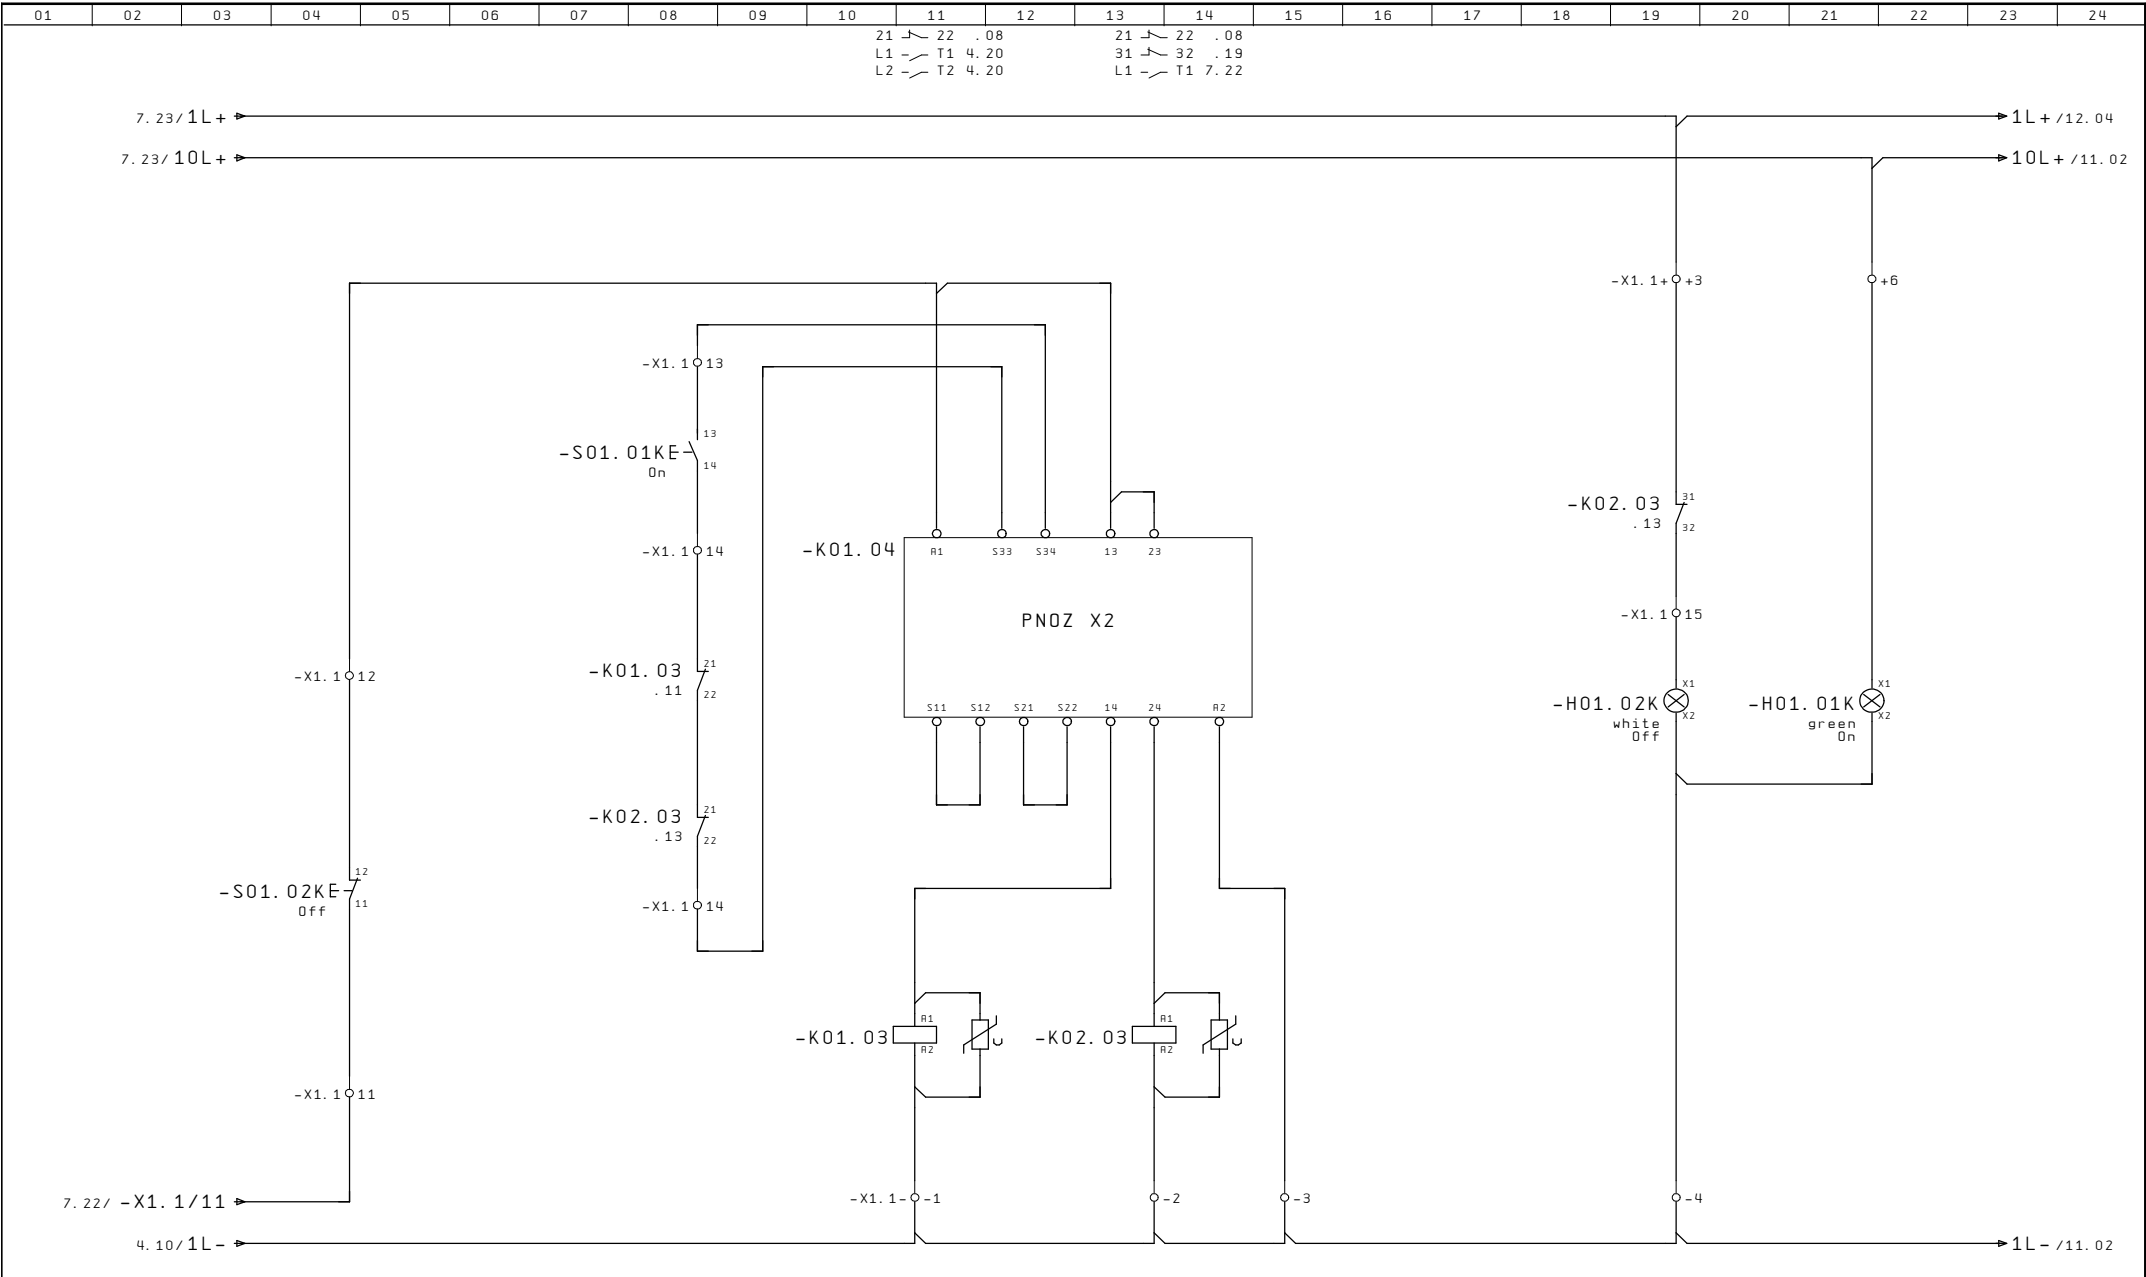 01 02 03 04 05 06 07 08 09 10 11 12 13 14 15 16 17 18 19 20 21 22 23 24
21 22 .08 21 22 .08
L1 T1 4.20 31 32 .19
L2 T2 4.20 L1 T1 7.22
7.23/1L+ 1L+/12.04
7.23/10L+ 10L+/11.02
-X1.1+ +3 +6
-X1.1 13
13
-S01.01KE
On 14
-K02.03 31
.13 32
-X1.1 14 -K01.04 A1 S33 S34 13 23
PNOZ X2
-X1.1 15
-K01.03 21
.11 22
-X1.1 12
S11 S12 S21 S22 14 24 A2
-H01.02K X1 X2 -H01.01K X1 X2
white green
Off On
-K02.03 21
.13 22
12
-S01.02KE
Off 11
-X1.1 14
-K01.03 A1 A2 U -K02.03 A1 A2 U
-X1.1 11
7.22/ -X1.1/11 -X1.1- -1 -2 -3 -4
4.10/1L- 1L-/11.02